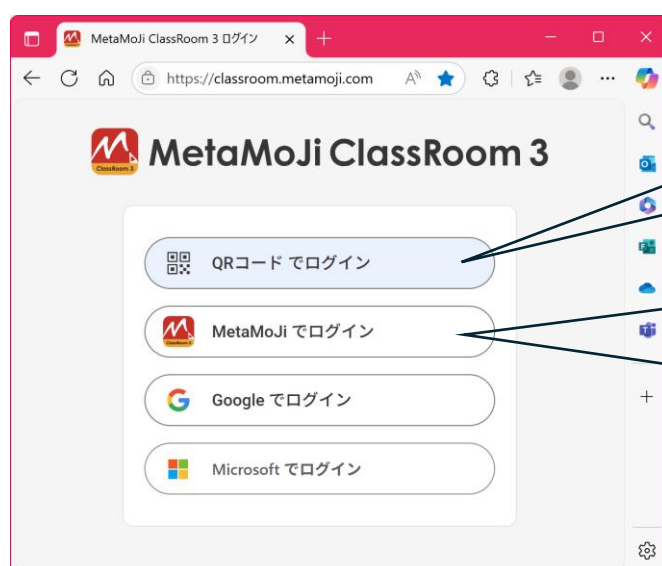 MetaMoJi ClassRoom 3 ログイン
https://classroom.metamoji.com
MetaMoJi ClassRoom 3
QRコード でログイン
MetaMoJi でログイン
Google でログイン
Microsoft でログイン